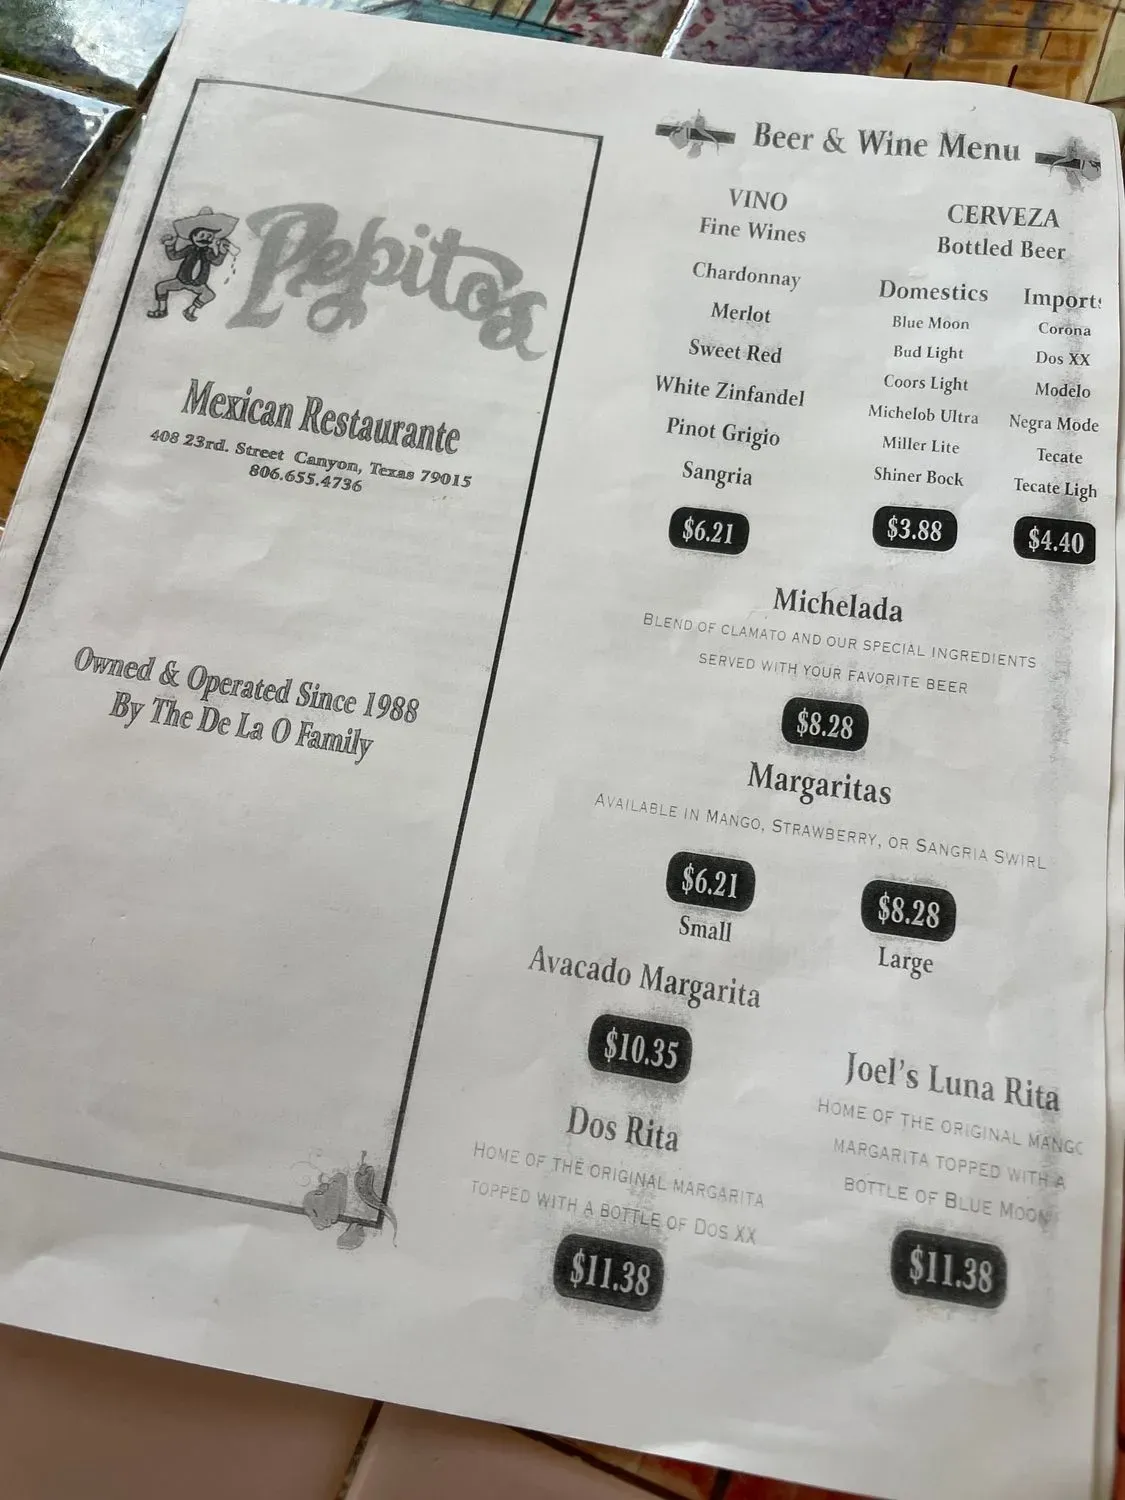 Pepitos
Mexican Restaurante
408 23rd. Street Canyon, Texas 79015
806.655.4736
Owned & Operated Since 1988
By The De La O Family
Beer & Wine Menu
VINO
Fine Wines
Chardonnay
Merlot
Sweet Red
White Zinfandel
Pinot Grigio
Sangria
$6.21
CERVEZA
Bottled Beer
Domestics
Blue Moon
Bud Light
Coors Light
Michelob Ultra
Miller Lite
Shiner Bock
$3.88
Imports
Corona
Dos XX
Modelo
Negra Mode
Tecate
Tecate Ligh
$4.40
Michelada
BLEND OF CLAMATO AND OUR SPECIAL INGREDIENTS
SERVED WITH YOUR FAVORITE BEER
$8.28
Margaritas
AVAILABLE IN MANGO, STRAWBERRY, OR SANGRIA SWIRL
$6.21
Small
$8.28
Large
Avacado Margarita
$10.35
Dos Rita
HOME OF THE ORIGINAL MARGARITA
TOPPED WITH A BOTTLE OF DOS XX
$11.38
Joel's Luna Rita
HOME OF THE ORIGINAL MANGO
MARGARITA TOPPED WITH A
BOTTLE OF BLUE MOON
$11.38